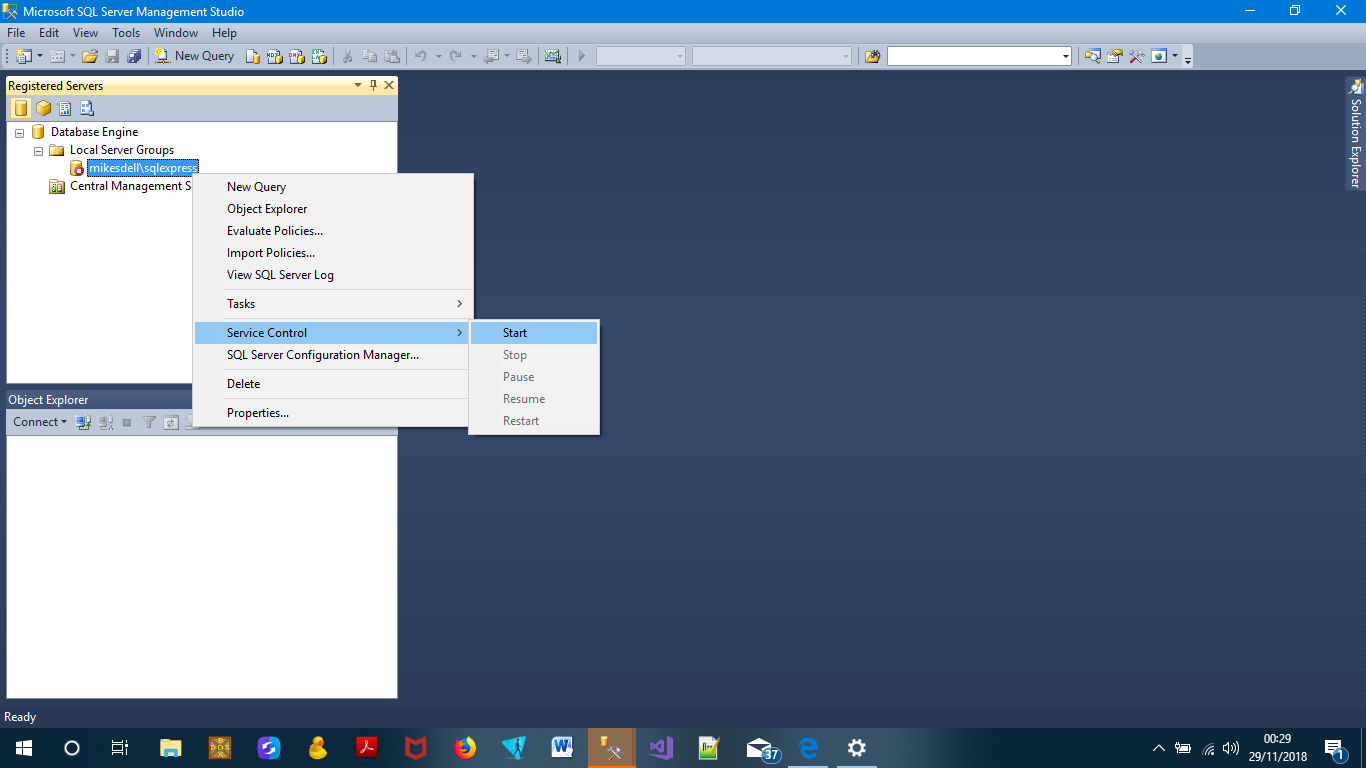 Microsoft SQL Server Management Studio
File Edit View Tools Window Help
New Query
Registered Servers
Database Engine
Local Server Groups
mikesdell\sqlexpress
Central Management S
New Query
Object Explorer
Evaluate Policies...
Import Policies...
View SQL Server Log
Tasks
Service Control
SQL Server Configuration Manager...
Delete
Properties...
Start
Stop
Pause
Resume
Restart
Object Explorer
Connect
Solution Explorer
Ready
37
00:29
29/11/2018
1